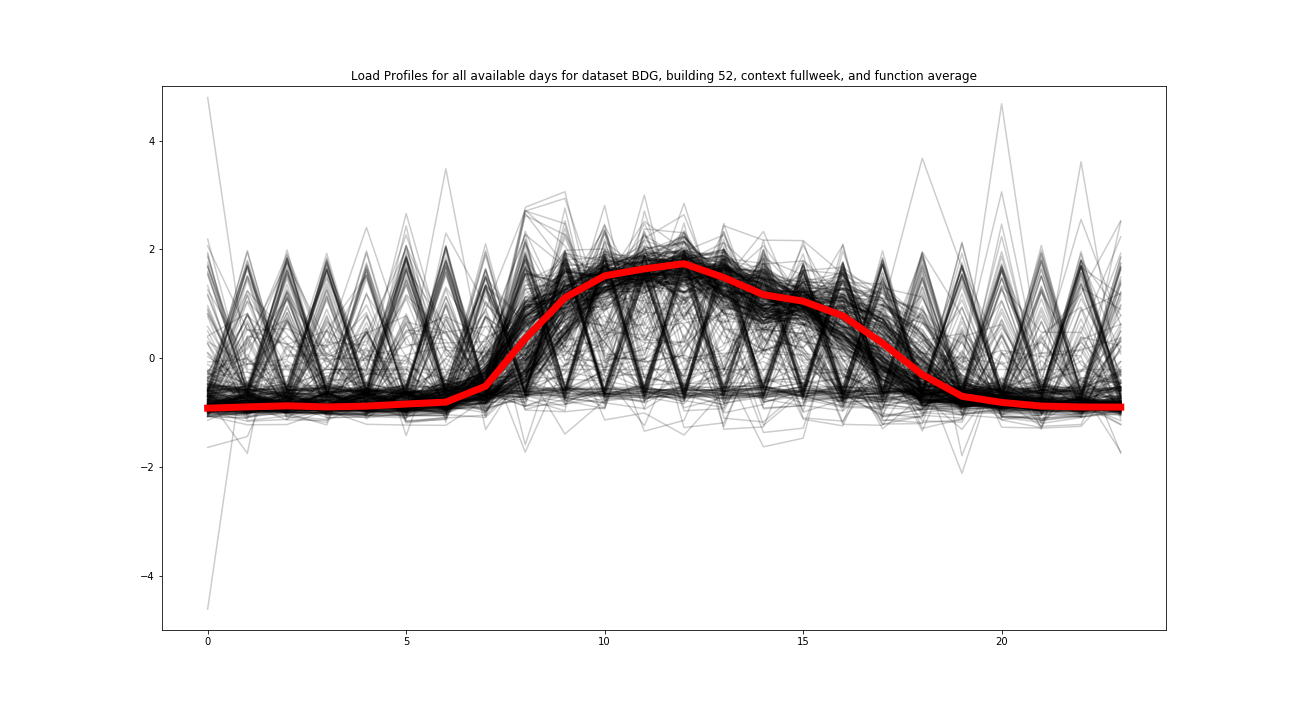 Load Profiles for all available days for dataset BDG, building 52, context fullweek, and function average
4
2
0
−2
−4
0 5 10 15 20